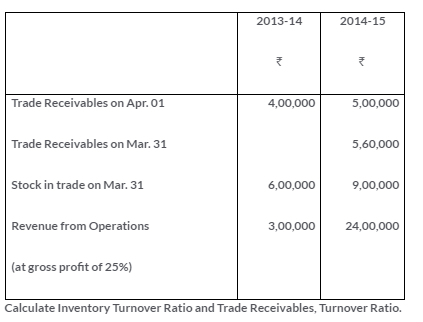 2013-14 2014-15
₹ ₹
Trade Receivables on Apr. 01 4,00,000 5,00,000
Trade Receivables on Mar. 31 5,60,000
Stock in trade on Mar. 31 6,00,000 9,00,000
Revenue from Operations 3,00,000 24,00,000
(at gross profit of 25%)
Calculate Inventory Turnover Ratio and Trade Receivables, Turnover Ratio.